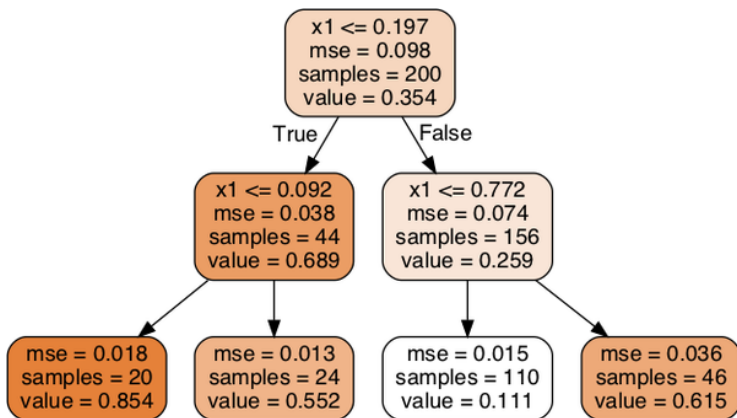 x1 <= 0.197
mse = 0.098
samples = 200
value = 0.354
True
False
x1 <= 0.092
mse = 0.038
samples = 44
value = 0.689
x1 <= 0.772
mse = 0.074
samples = 156
value = 0.259
mse = 0.018
samples = 20
value = 0.854
mse = 0.013
samples = 24
value = 0.552
mse = 0.015
samples = 110
value = 0.111
mse = 0.036
samples = 46
value = 0.615